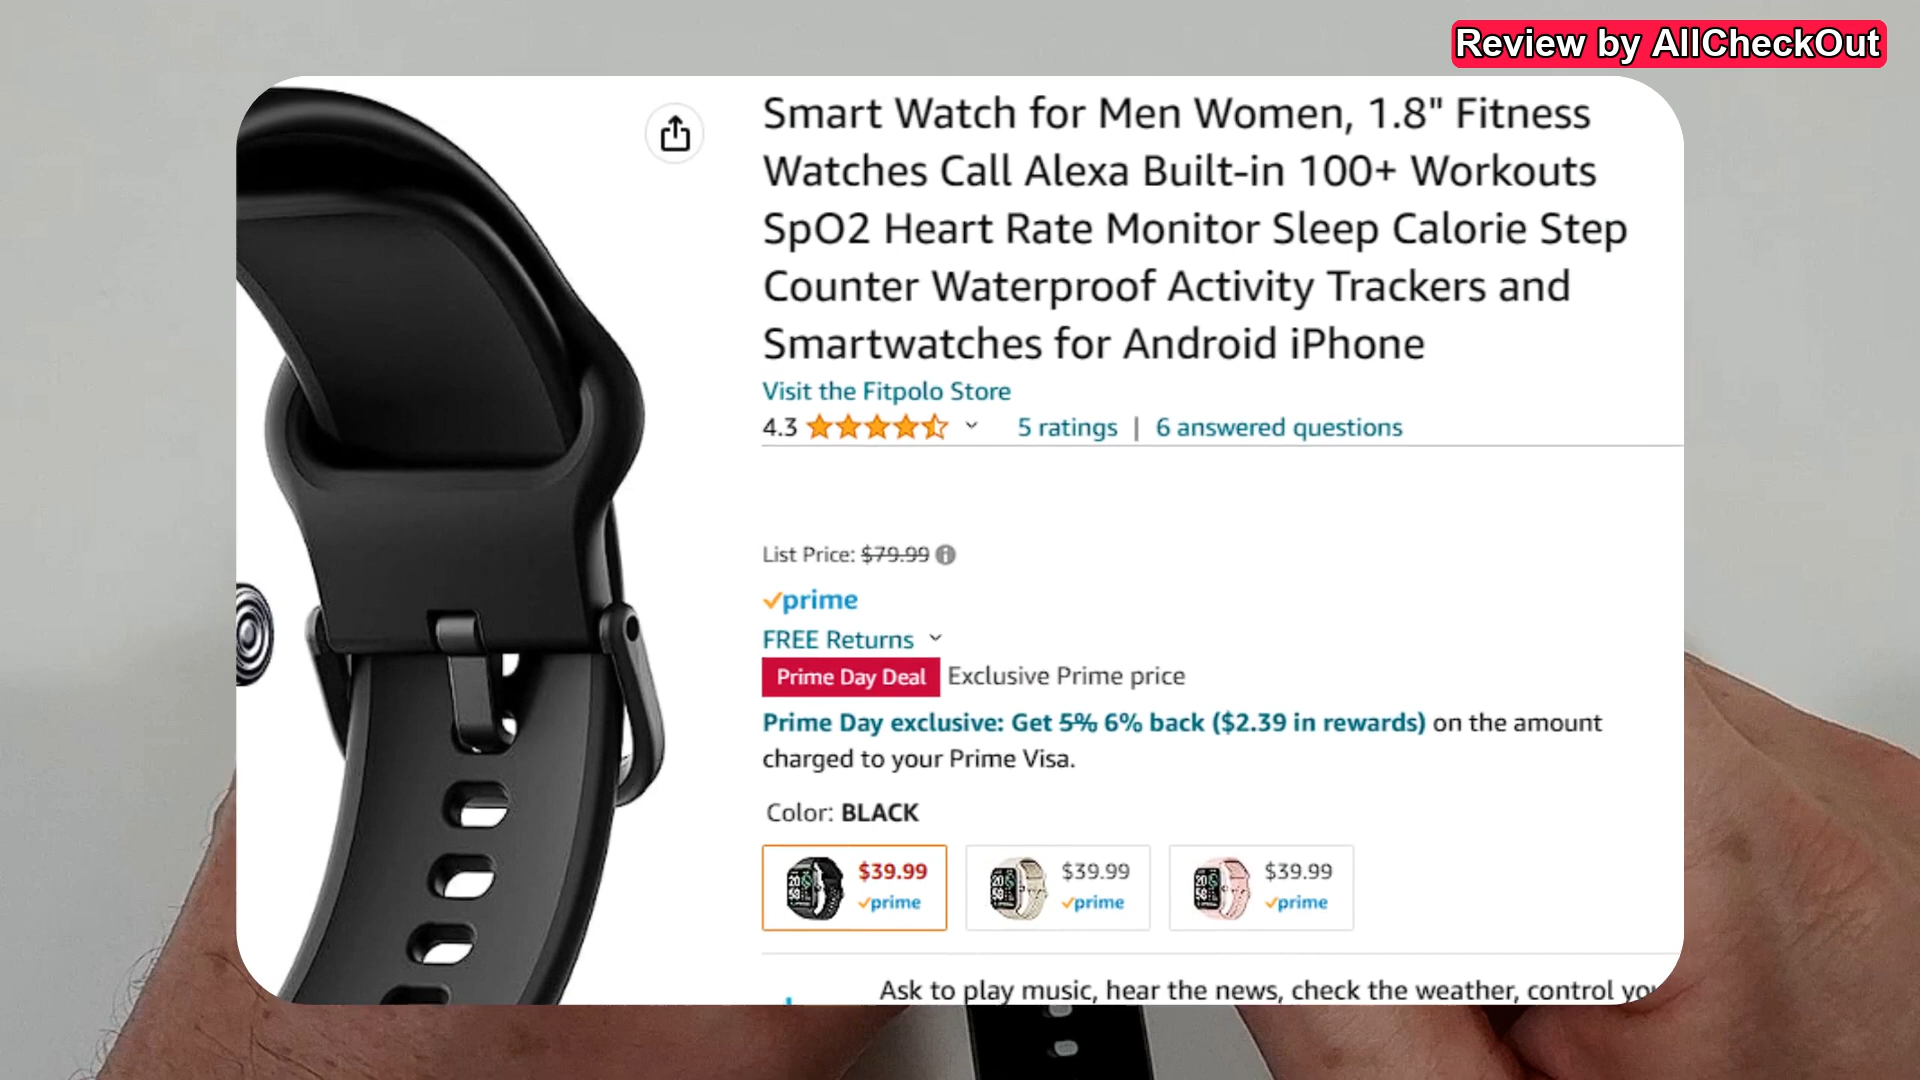 Review by AllCheckOut
Smart Watch for Men Women, 1.8" Fitness
Watches Call Alexa Built-in 100+ Workouts
SpO2 Heart Rate Monitor Sleep Calorie Step
Counter Waterproof Activity Trackers and
Smartwatches for Android iPhone
Visit the Fitpolo Store
4.3 5 ratings | 6 answered questions
List Price: $79.99
prime
FREE Returns
Prime Day Deal Exclusive Prime price
Prime Day exclusive: Get 5% 6% back ($2.39 in rewards) on the amount
charged to your Prime Visa.
Color: BLACK
$39.99 $39.99 $39.99
prime prime prime
Ask to play music, hear the news, check the weather, control